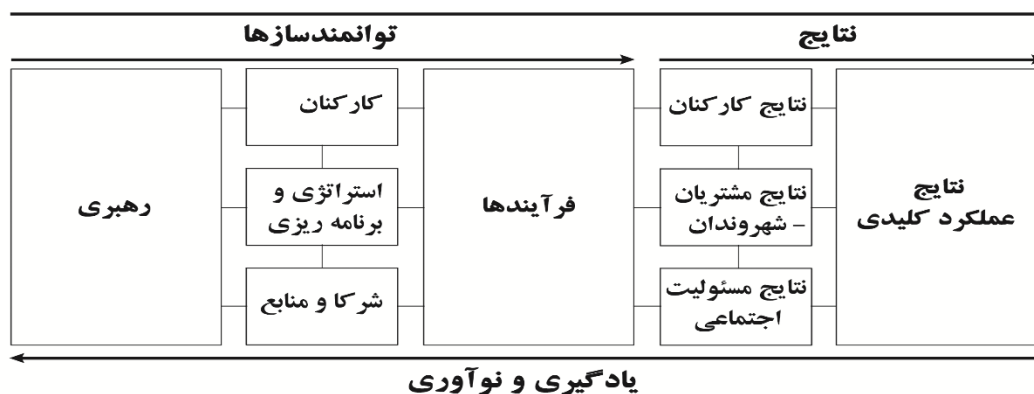 توانمندسازها
نتایج
رهبری
کارکنان
استراتژی و
برنامه ریزی
شرکا و منابع
فرآیندها
نتایج کارکنان
نتایج مشتریان
– شهروندان
نتایج مسئولیت
اجتماعی
نتایج
عملکرد کلیدی
یادگیری و نوآوری